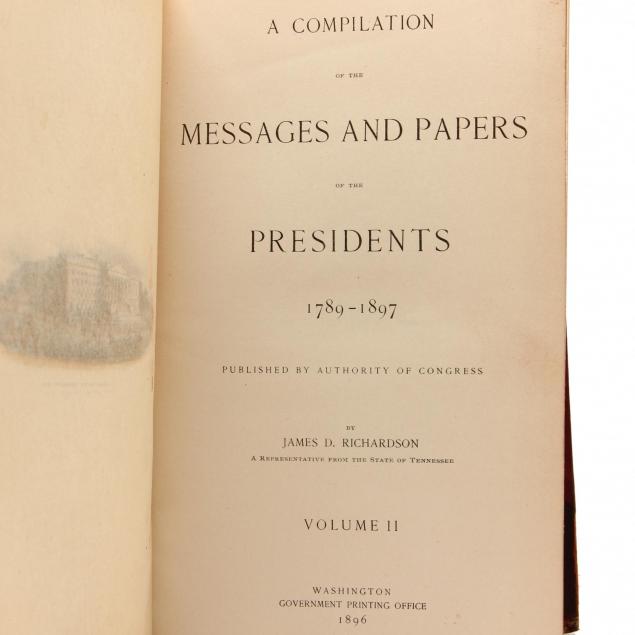 A COMPILATION
OF THE
MESSAGES AND PAPERS
OF THE
PRESIDENTS
1789-1897
PUBLISHED BY AUTHORITY OF CONGRESS
BY
JAMES D. RICHARDSON
A REPRESENTATIVE FROM THE STATE OF TENNESSEE
VOLUME II
WASHINGTON
GOVERNMENT PRINTING OFFICE
1896